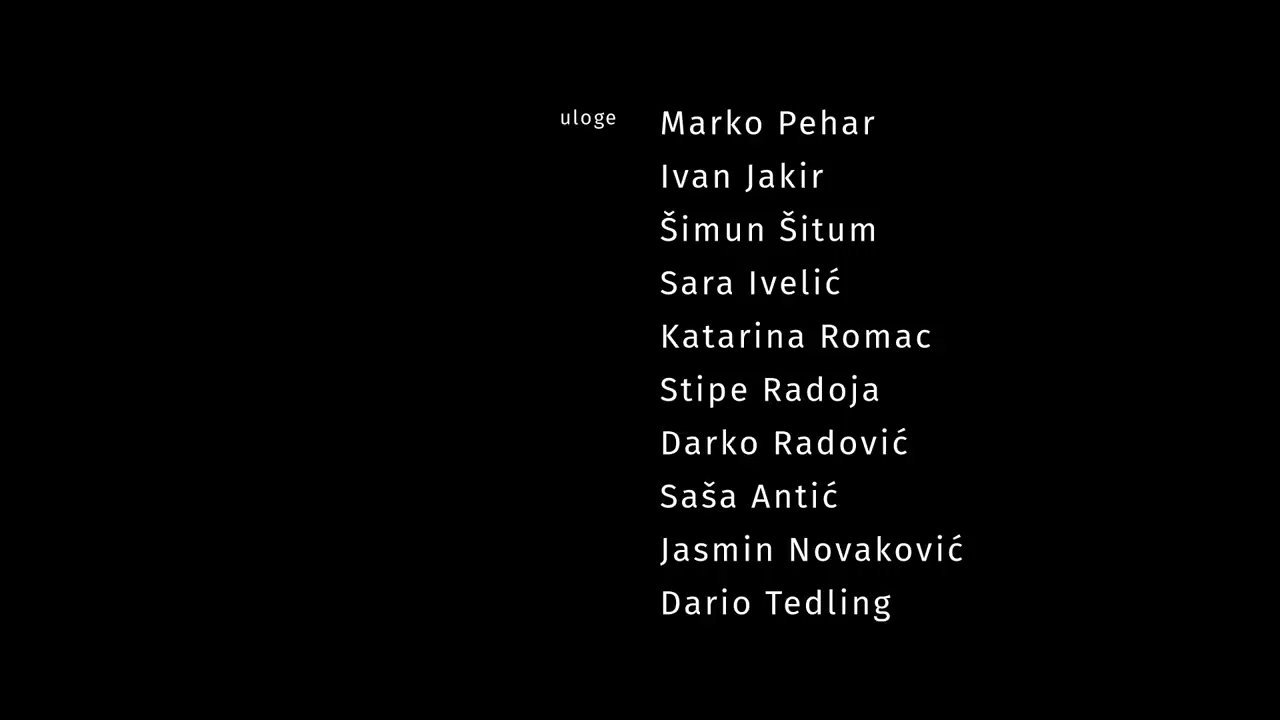 uloge Marko Pehar
Ivan Jakir
Šimun Šitum
Sara Ivelić
Katarina Romac
Stipe Radoja
Darko Radović
Saša Antić
Jasmin Novaković
Dario Tedling